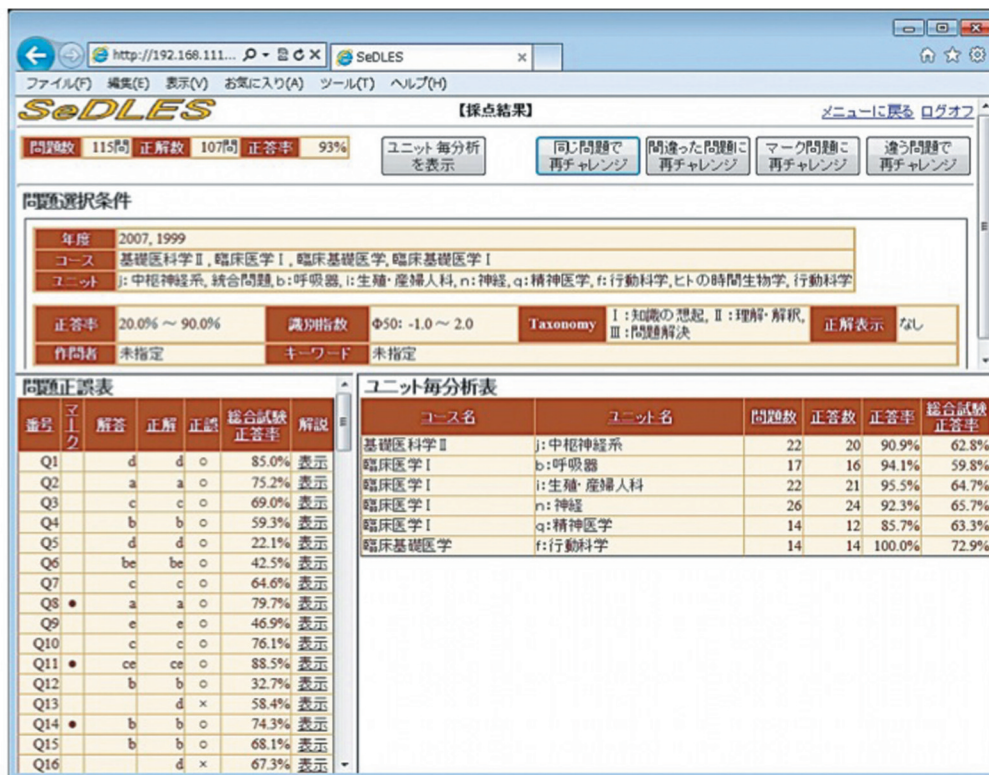 http://192.168.111... SeDLES
ファイル(F) 編集(E) 表示(V) お気に入り(A) ツール(T) ヘルプ(H)
SeDLES 【採点結果】 メニューに戻る ログオフ
問題数 115問 正解数 107問 正答率 93%
ユニット毎分析を表示 同じ問題で再チャレンジ 間違った問題に再チャレンジ マーク問題に再チャレンジ 違う問題で再チャレンジ
問題選択条件
年度 2007, 1999
コース 基礎医科学Ⅱ, 臨床医学Ⅰ, 臨床基礎医学, 臨床基礎医学Ⅰ
ユニット j:中枢神経系, 統合問題, b:呼吸器, i:生殖・産婦人科, n:神経, q:精神医学, f:行動科学, ヒトの時間生物学, 行動科学
正答率 20.0% ～ 90.0% 識別指数 Φ50: -1.0 ～ 2.0 Taxonomy Ⅰ:知識の想起, Ⅱ:理解・解釈, Ⅲ:問題解決 正解表示 なし
作問者 未指定 キーワード 未指定
問題正誤表
番号 マーク 解答 正解 正誤 総合試験正答率 解説
Q1 d d ○ 85.0% 表示
Q2 a a ○ 75.2% 表示
Q3 c c ○ 69.0% 表示
Q4 b b ○ 59.3% 表示
Q5 d d ○ 22.1% 表示
Q6 be be ○ 42.5% 表示
Q7 c c ○ 64.6% 表示
Q8 ● a a ○ 79.7% 表示
Q9 e e ○ 46.9% 表示
Q10 c c ○ 76.1% 表示
Q11 ● ce ce ○ 88.5% 表示
Q12 b b ○ 32.7% 表示
Q13 d × 58.4% 表示
Q14 ● b b ○ 74.3% 表示
Q15 b b ○ 68.1% 表示
Q16 d × 67.3% 表示
ユニット毎分析表
コース名 ユニット名 問題数 正答数 正答率 総合試験正答率
基礎医科学Ⅱ j:中枢神経系 22 20 90.9% 62.8%
臨床医学Ⅰ b:呼吸器 17 16 94.1% 59.8%
臨床医学Ⅰ i:生殖・産婦人科 22 21 95.5% 64.7%
臨床医学Ⅰ n:神経 26 24 92.3% 65.7%
臨床医学Ⅰ q:精神医学 14 12 85.7% 63.3%
臨床基礎医学 f:行動科学 14 14 100.0% 72.9%